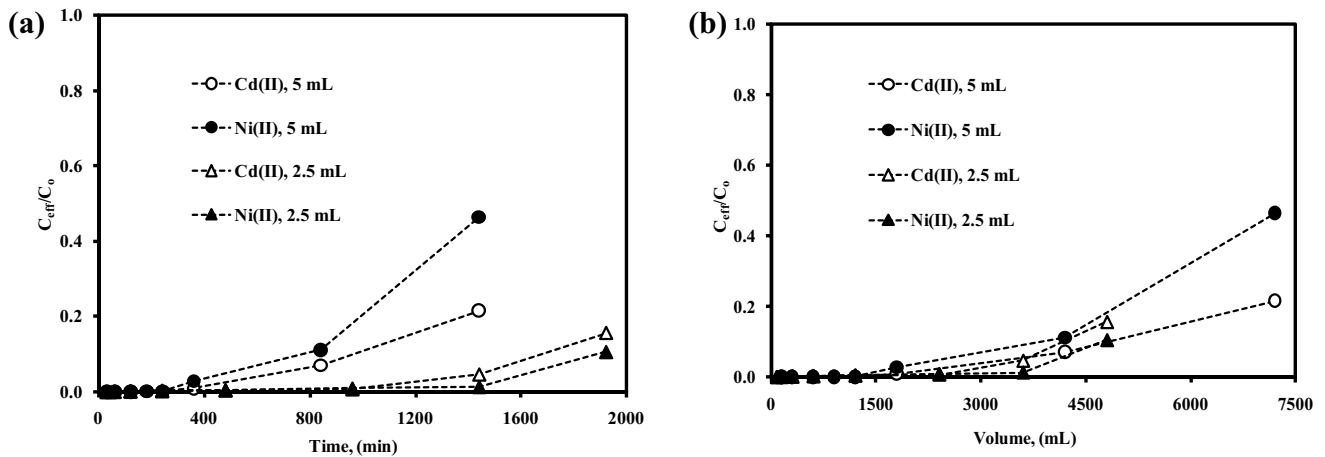 (a)
1.0
0.8
0.6
0.4
0.2
0.0
C_eff/C_o
Cd(II), 5 mL
Ni(II), 5 mL
Cd(II), 2.5 mL
Ni(II), 2.5 mL
0 400 800 1200 1600 2000
Time, (min)
(b)
1.0
0.8
0.6
0.4
0.2
0.0
C_eff/C_o
Cd(II), 5 mL
Ni(II), 5 mL
Cd(II), 2.5 mL
Ni(II), 2.5 mL
0 1500 3000 4500 6000 7500
Volume, (mL)